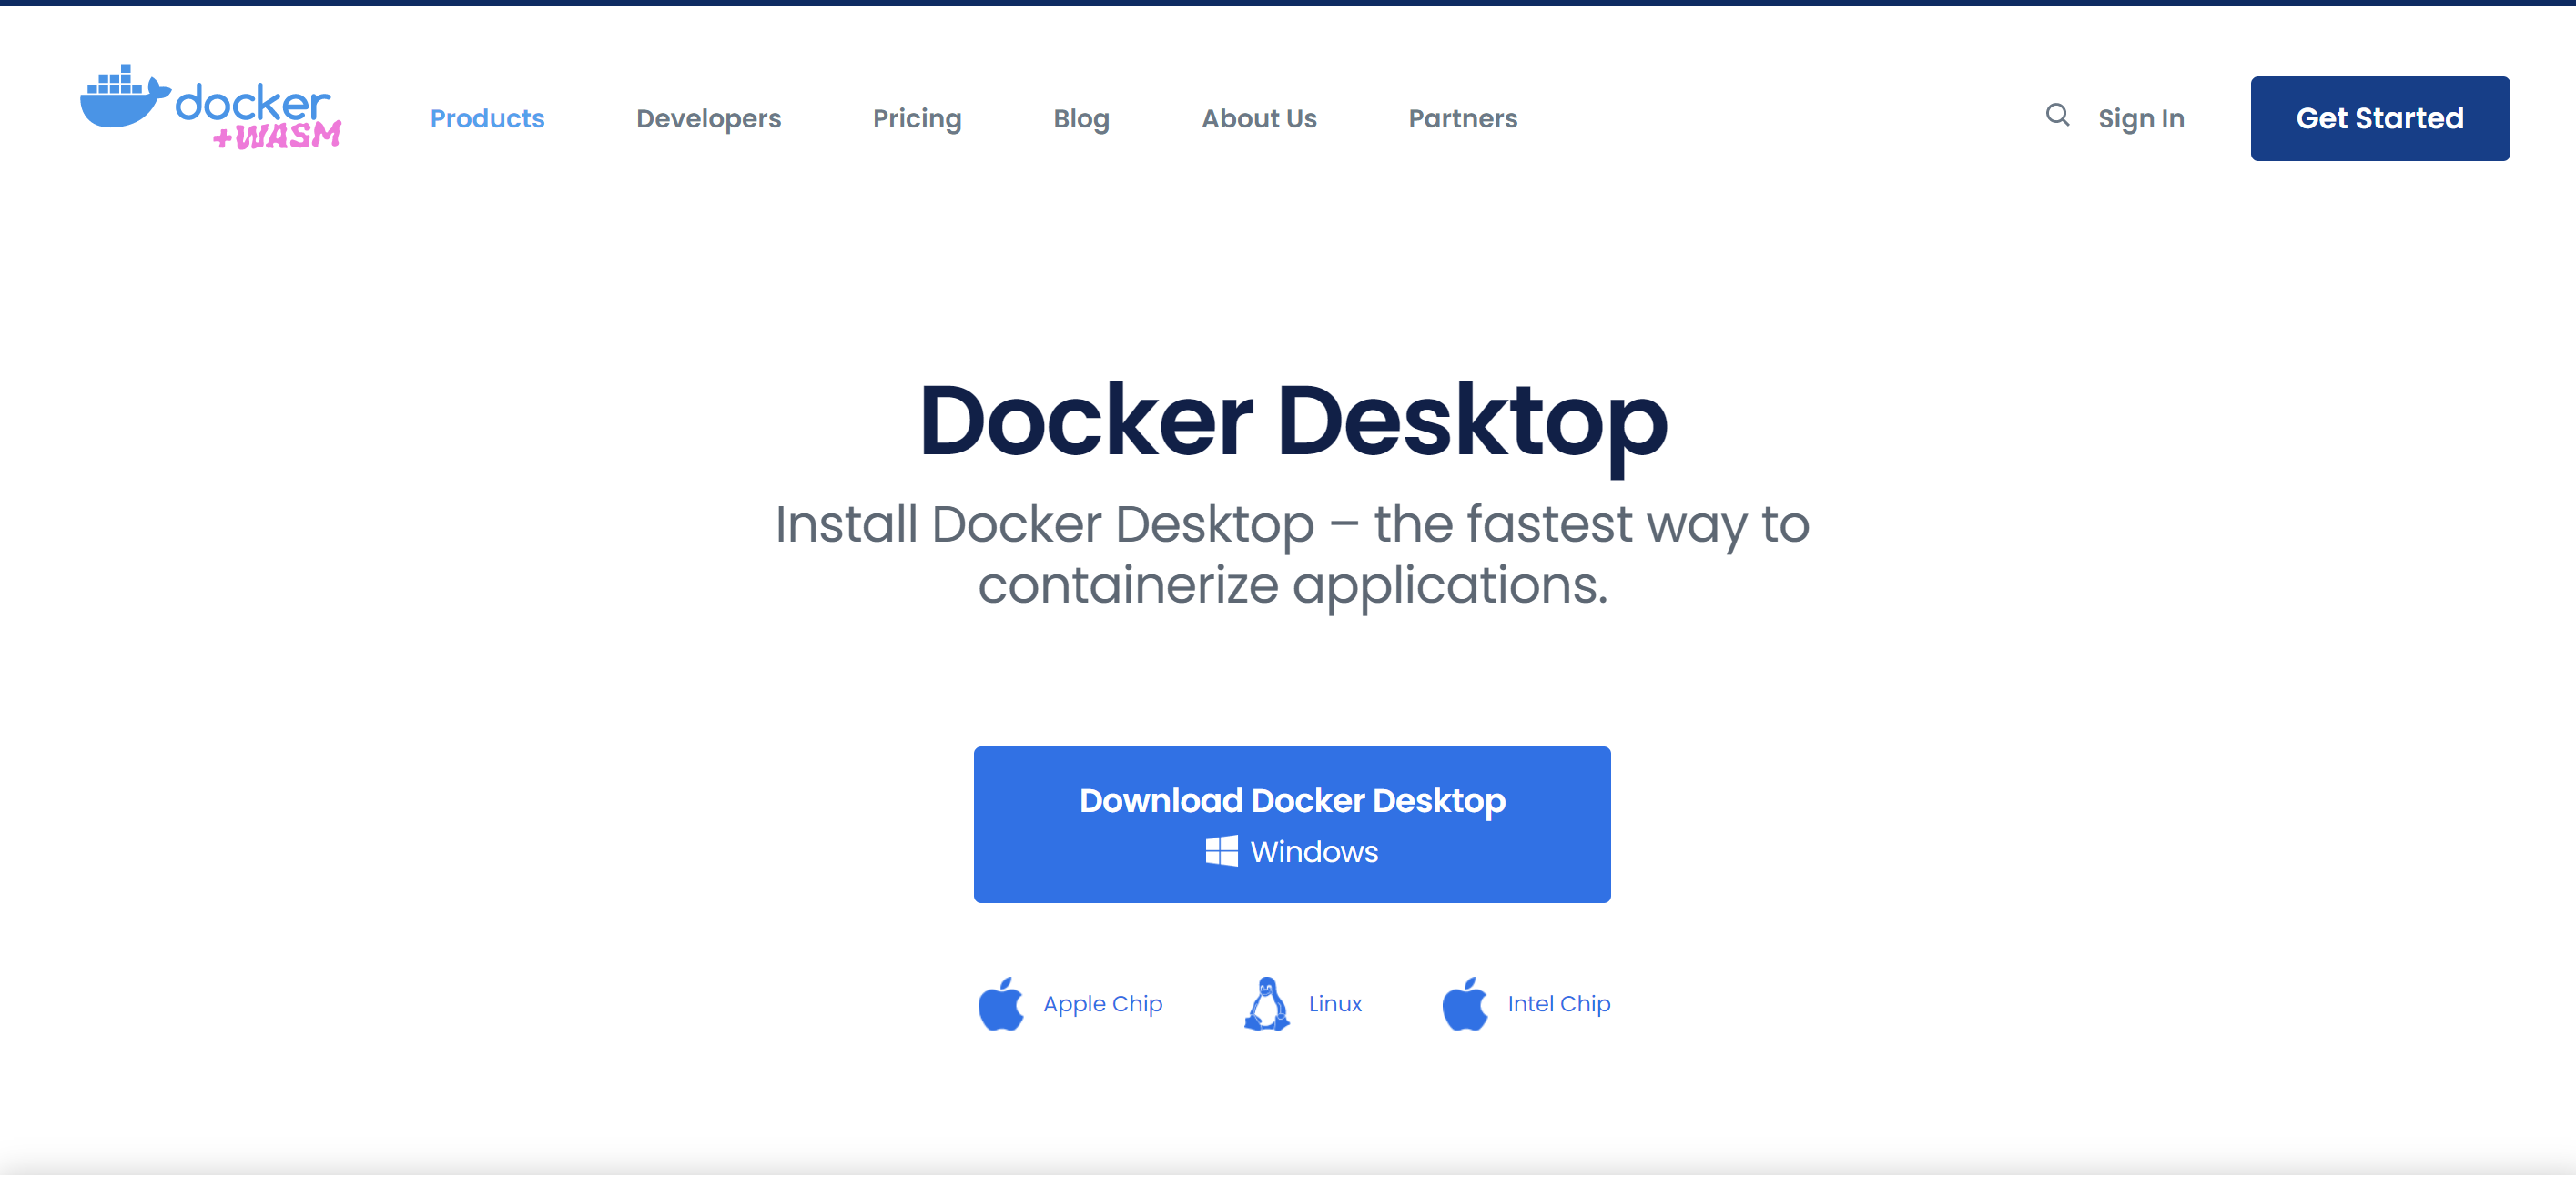 docker
+WASM
Products
Developers
Pricing
Blog
About Us
Partners
Sign In
Get Started
Docker Desktop
Install Docker Desktop – the fastest way to
containerize applications.
Download Docker Desktop
Windows
Apple Chip
Linux
Intel Chip